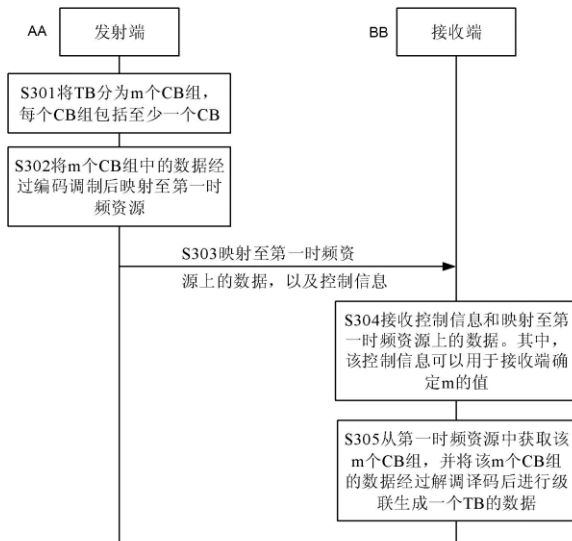 AA
发射端
BB
接收端
S301将TB分为m个CB组，
每个CB组包括至少一个CB
S302将m个CB组中的数据经
过编码调制后映射至第一时
频资源
S303映射至第一时频资
源上的数据，以及控制信息
S304接收控制信息和映射至第
一时频资源上的数据。其中，
该控制信息可以用于接收端确
定m的值
S305从第一时频资源中获取该
m个CB组，并将该m个CB组
的数据经过解调译码后进行级
联生成一个TB的数据